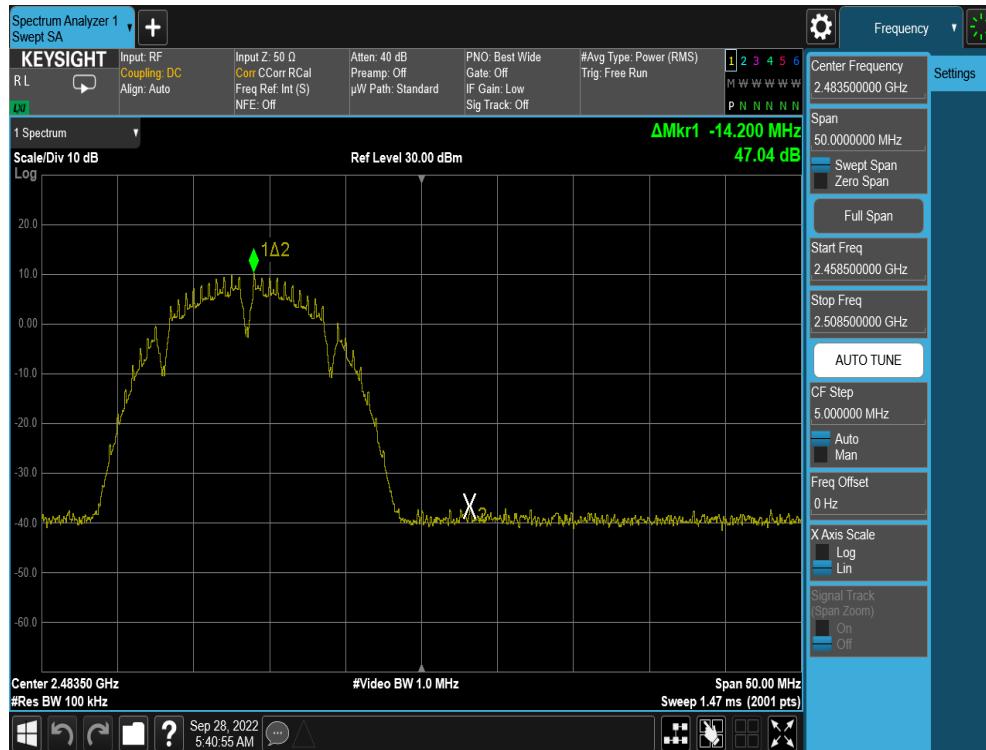 Spectrum Analyzer 1
Swept SA
Frequency
KEYSIGHT
R L
LXI
Input: RF
Coupling: DC
Align: Auto
Input Z: 50 Ω
Corr CCorr RCal
Freq Ref: Int (S)
NFE: Off
Atten: 40 dB
Preamp: Off
µW Path: Standard
PNO: Best Wide
Gate: Off
IF Gain: Low
Sig Track: Off
#Avg Type: Power (RMS)
Trig: Free Run
1 2 3 4 5 6
M W W W W W
P N N N N N
1 Spectrum
ΔMkr1 -14.200 MHz
47.04 dB
Scale/Div 10 dB
Ref Level 30.00 dBm
Log
20.0
1Δ2
10.0
0.00
-10.0
-20.0
-30.0
2
-40.0
-50.0
-60.0
Center 2.48350 GHz
#Video BW 1.0 MHz
Span 50.00 MHz
#Res BW 100 kHz
Sweep 1.47 ms (2001 pts)
?
Sep 28, 2022
5:40:55 AM
Center Frequency
2.483500000 GHz
Settings
Span
50.0000000 MHz
Swept Span
Zero Span
Full Span
Start Freq
2.458500000 GHz
Stop Freq
2.508500000 GHz
AUTO TUNE
CF Step
5.000000 MHz
Auto
Man
Freq Offset
0 Hz
X Axis Scale
Log
Lin
Signal Track
(Span Zoom)
On
Off